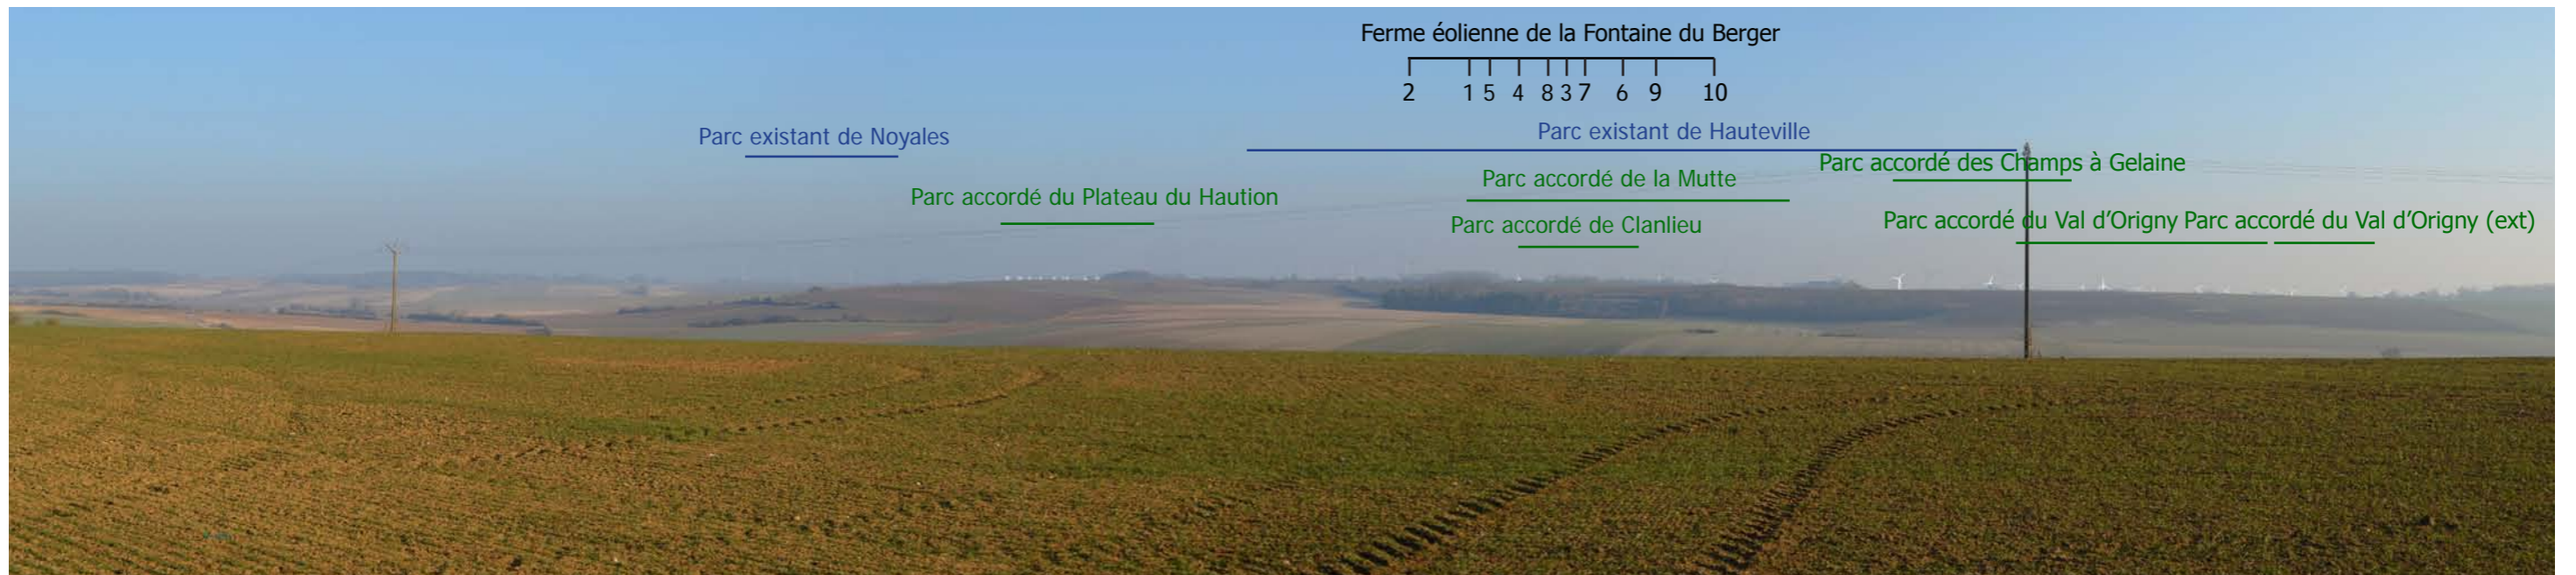 Ferme éolienne de la Fontaine du Berger
2 1 5 4 8 3 7 6 9 10
Parc existant de Noyales
Parc existant de Hauteville
Parc accordé des Champs à Gelaine
Parc accordé du Plateau du Haution
Parc accordé de la Mutte
Parc accordé de Clanlieu
Parc accordé du Val d'Origny
Parc accordé du Val d'Origny (ext)